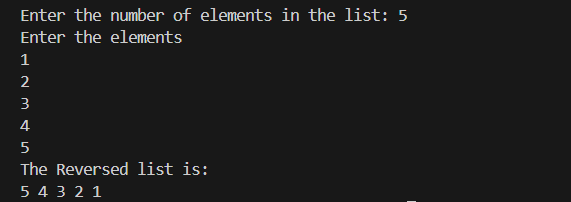 Enter the number of elements in the list: 5
Enter the elements
1
2
3
4
5
The Reversed list is:
5 4 3 2 1